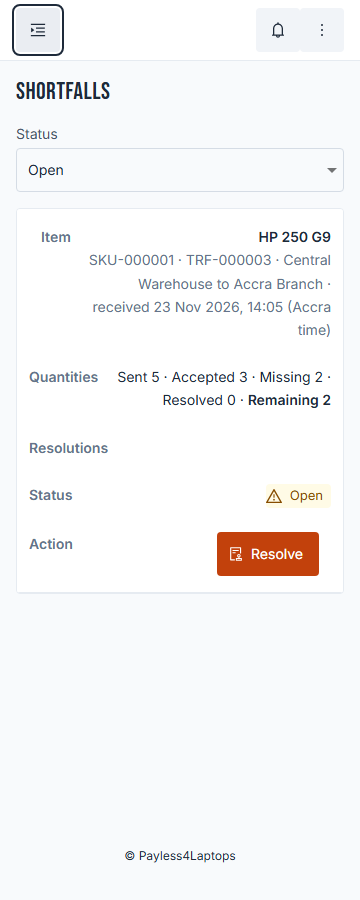 SHORTFALLS
Status
Open
Item
HP 250 G9
SKU-000001 · TRF-000003 · Central
Warehouse to Accra Branch ·
received 23 Nov 2026, 14:05 (Accra
time)
Quantities
Sent 5 · Accepted 3 · Missing 2 ·
Resolved 0 · Remaining 2
Resolutions
Status
Open
Action
Resolve
© Payless4Laptops